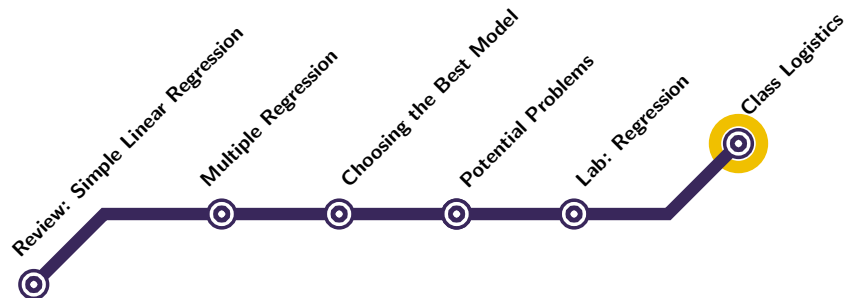 Review: Simple Linear Regression
Multiple Regression
Choosing the Best Model
Potential Problems
Lab: Regression
Class Logistics